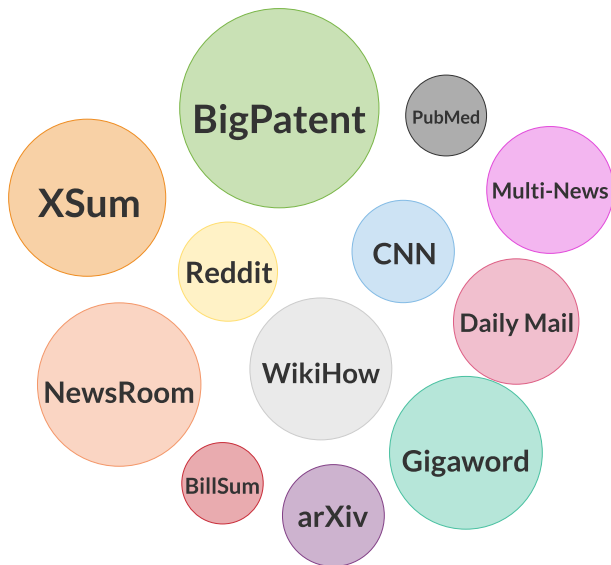 BigPatent
PubMed
XSum
Multi-News
CNN
Reddit
Daily Mail
WikiHow
NewsRoom
Gigaword
BillSum
arXiv